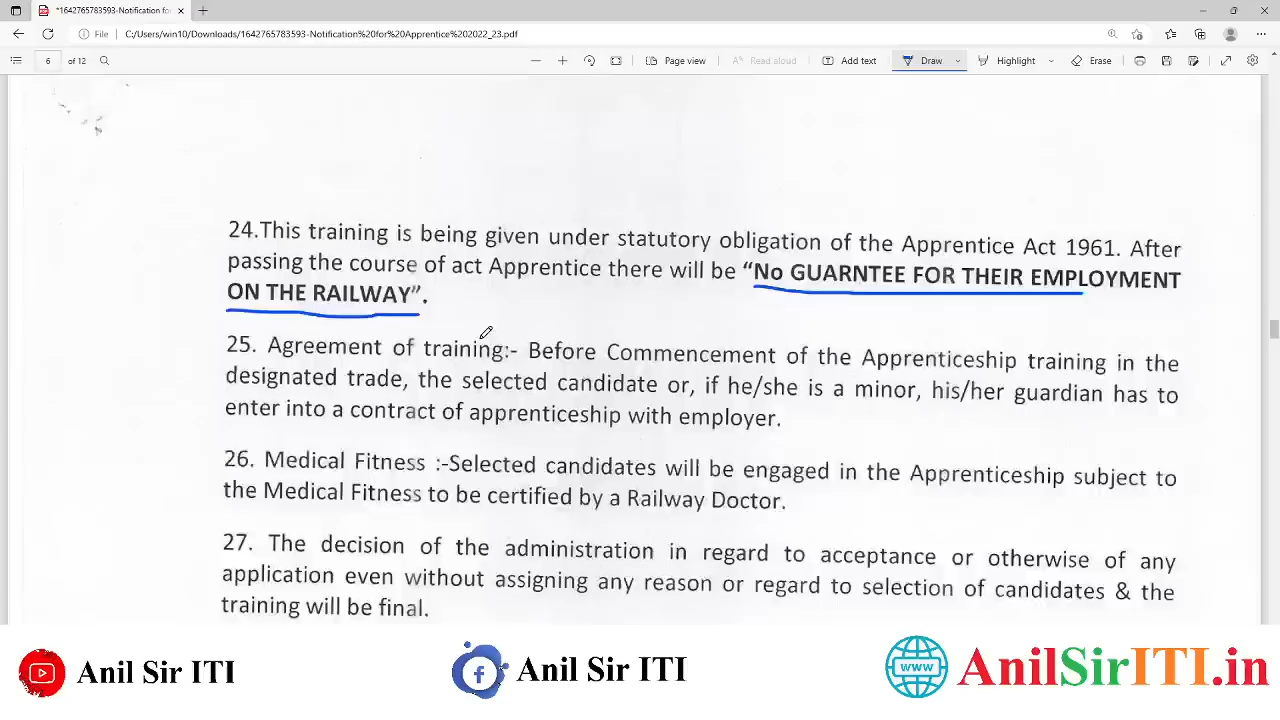 *1642765783593-Notification fo
File C:/Users/win10/Downloads/1642765783593-Notification%20for%20Apprentice%202022_23.pdf
6 of 12 Page view Read aloud Add text Draw Highlight Erase
24.This training is being given under statutory obligation of the Apprentice Act 1961. After
passing the course of act Apprentice there will be “No GUARNTEE FOR THEIR EMPLOYMENT
ON THE RAILWAY”.
25. Agreement of training:- Before Commencement of the Apprenticeship training in the
designated trade, the selected candidate or, if he/she is a minor, his/her guardian has to
enter into a contract of apprenticeship with employer.
26. Medical Fitness :-Selected candidates will be engaged in the Apprenticeship subject to
the Medical Fitness to be certified by a Railway Doctor.
27. The decision of the administration in regard to acceptance or otherwise of any
application even without assigning any reason or regard to selection of candidates & the
training will be final.
Anil Sir ITI f Anil Sir ITI www AnilSirITI.in